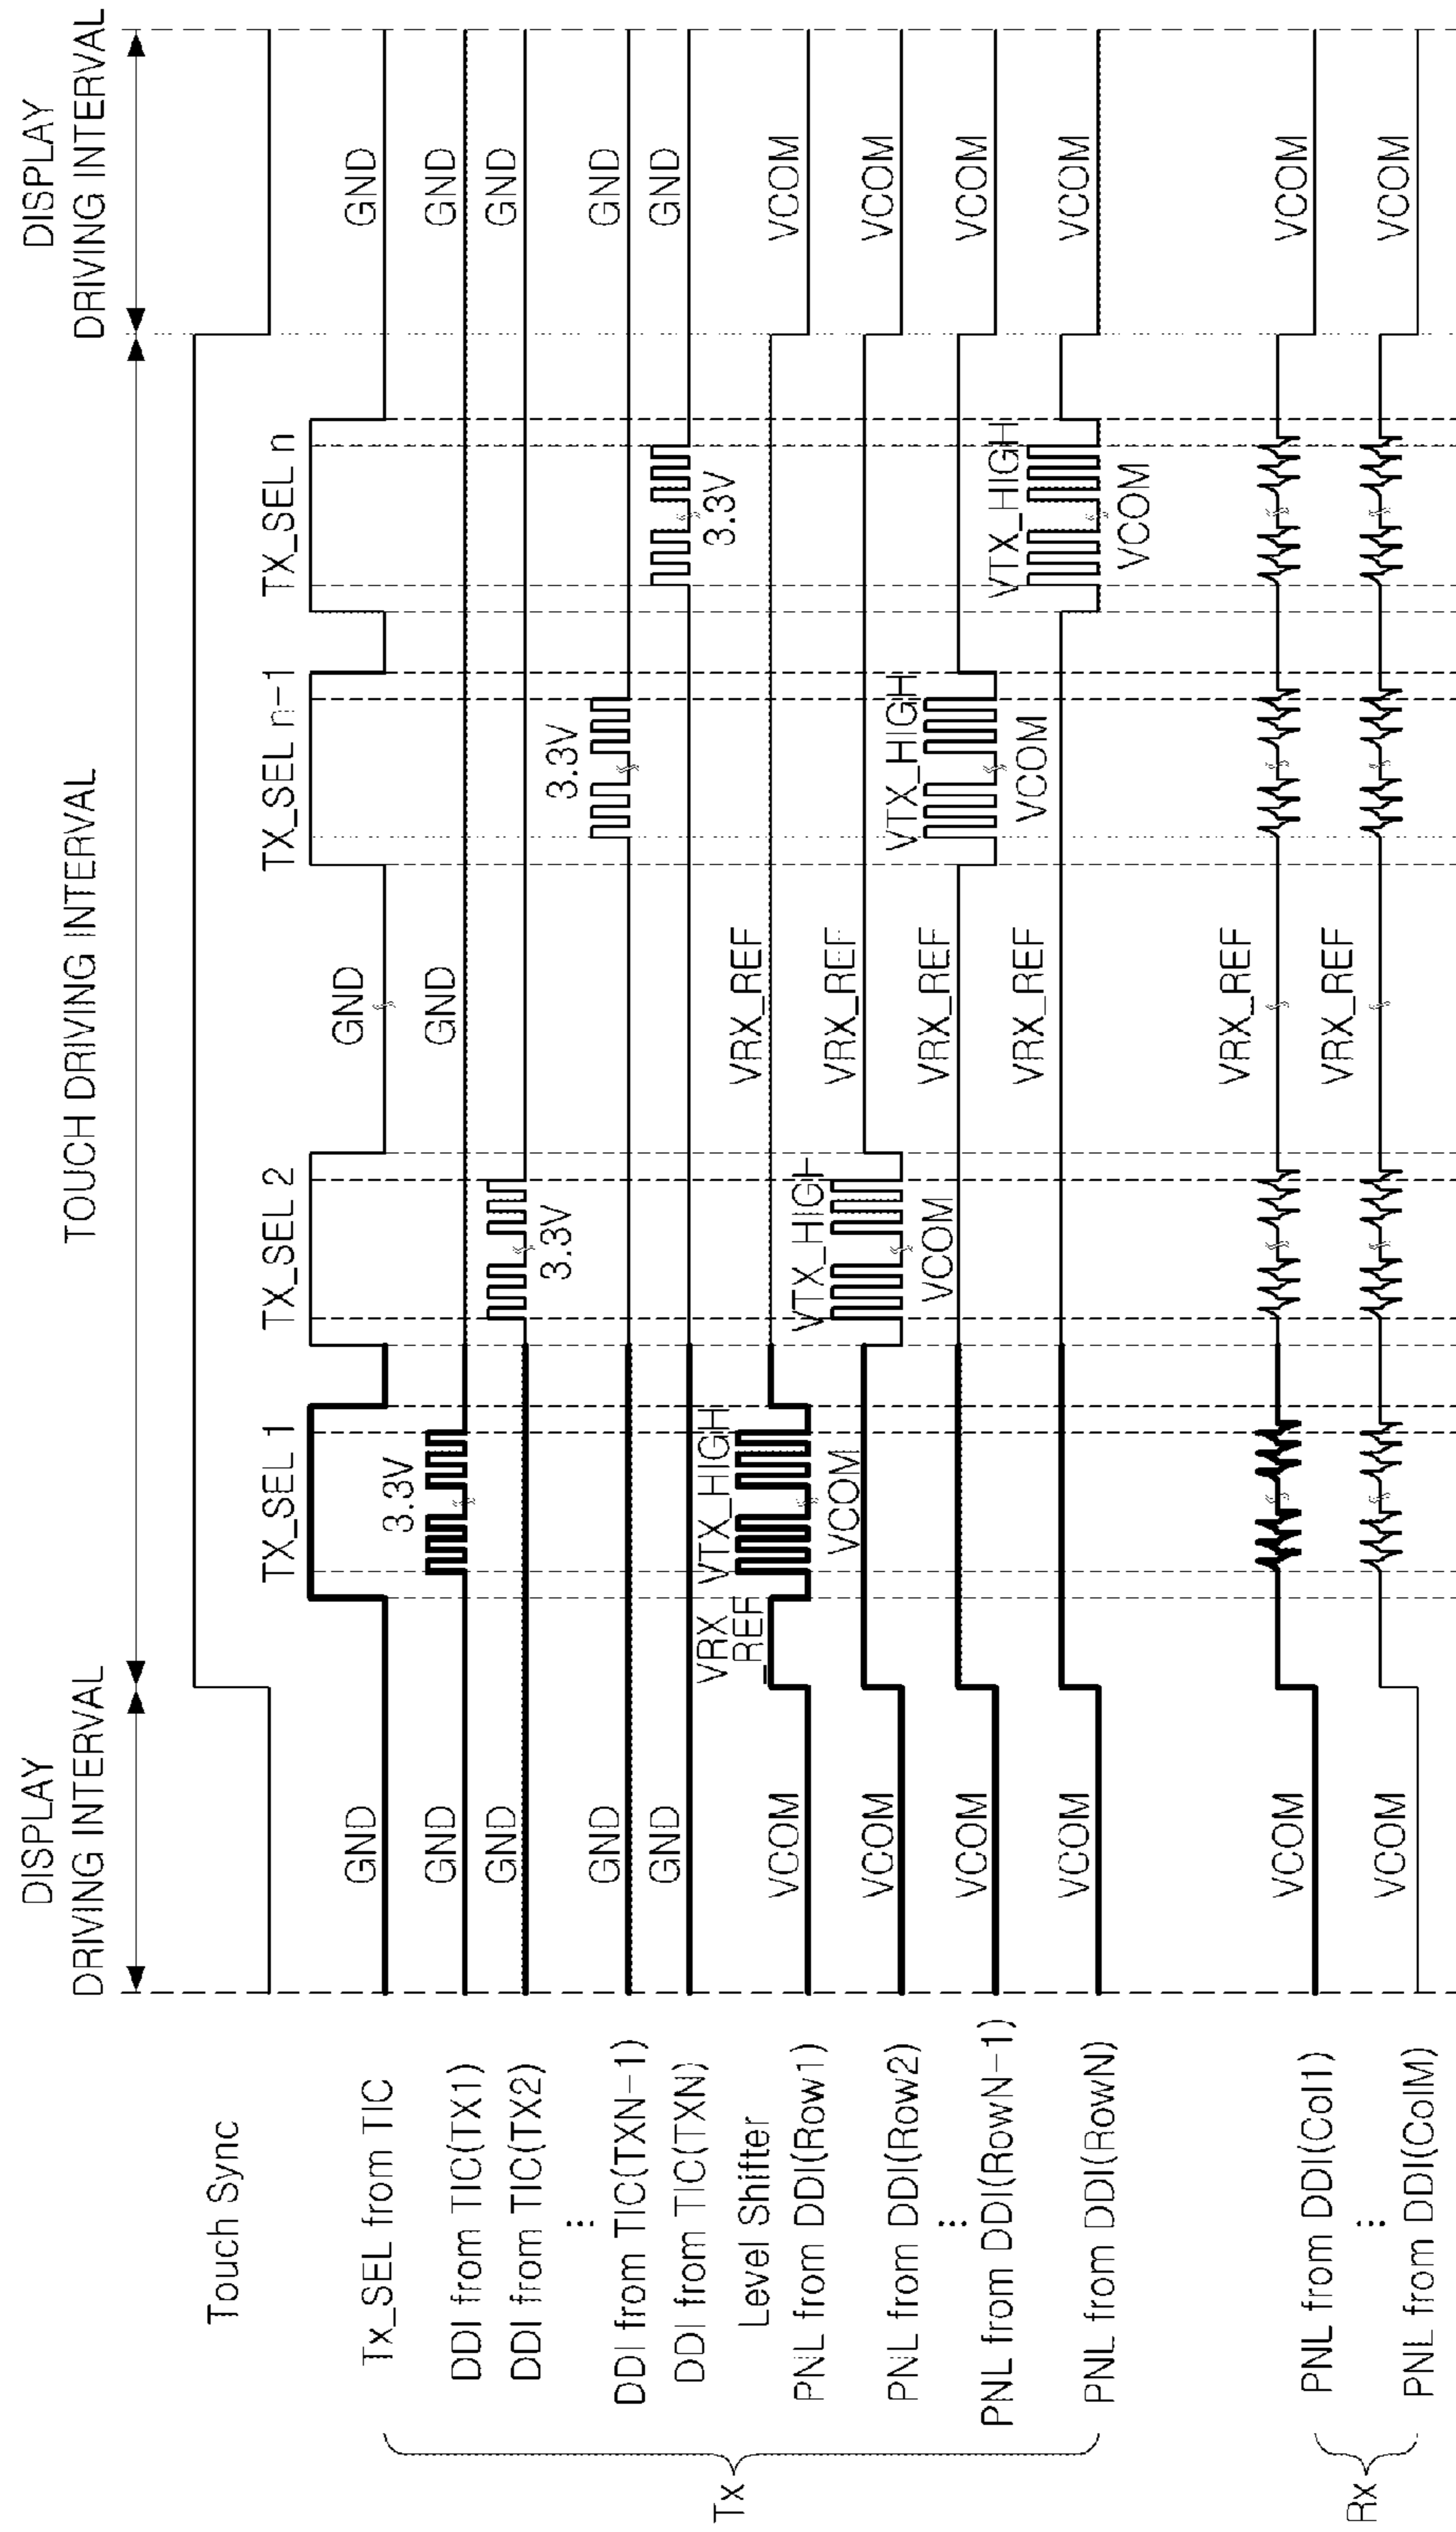 DISPLAY
DRIVING INTERVAL
TOUCH DRIVING INTERVAL
DISPLAY
DRIVING INTERVAL
Touch Sync
TX_SEL 1
TX_SEL 2
TX_SEL n-1
TX_SEL n
Tx_SEL from TIC
GND
GND
GND
DDI from TIC(TX1)
GND
3.3V
GND
GND
DDI from TIC(TX2)
GND
3.3V
GND
⋮
DDI from TIC(TXN-1)
GND
3.3V
GND
DDI from TIC(TXN)
GND
3.3V
GND
Level Shifter
PNL from DDI(Row1)
VCOM
VRX
_REF
VTX_HIGH
VCOM
VRX_REF
VCOM
PNL from DDI(Row2)
VCOM
VTX_HIGH
VCOM
VRX_REF
VCOM
⋮
PNL from DDI(RowN-1)
VCOM
VRX_REF
VTX_HIGH
VCOM
VCOM
PNL from DDI(RowN)
VCOM
VRX_REF
VTX_HIGH
VCOM
VCOM
Tx
PNL from DDI(Col1)
VCOM
VRX_REF
VCOM
⋮
PNL from DDI(ColM)
VCOM
VRX_REF
VCOM
Rx